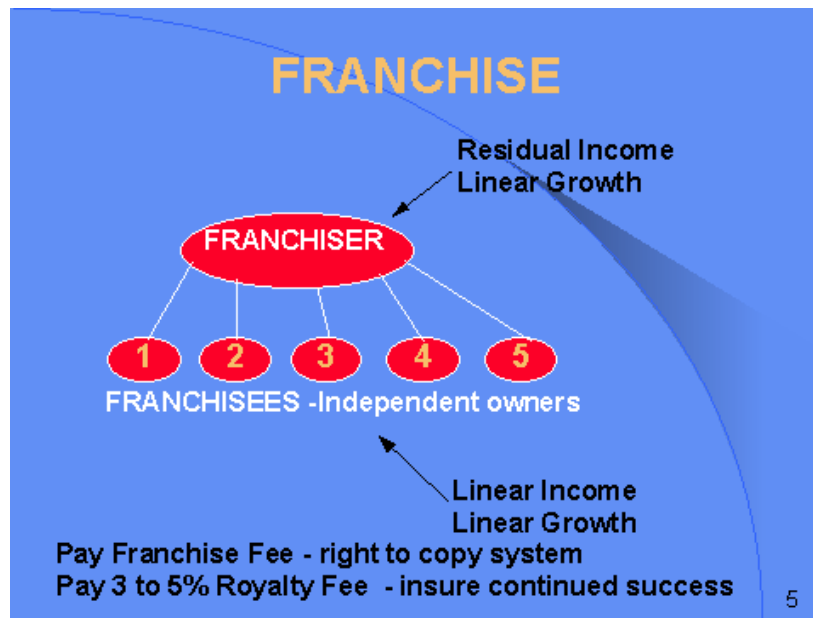 FRANCHISE
Residual Income
Linear Growth
FRANCHISER
1 2 3 4 5
FRANCHISEES -Independent owners
Linear Income
Linear Growth
Pay Franchise Fee - right to copy system
Pay 3 to 5% Royalty Fee - insure continued success
5